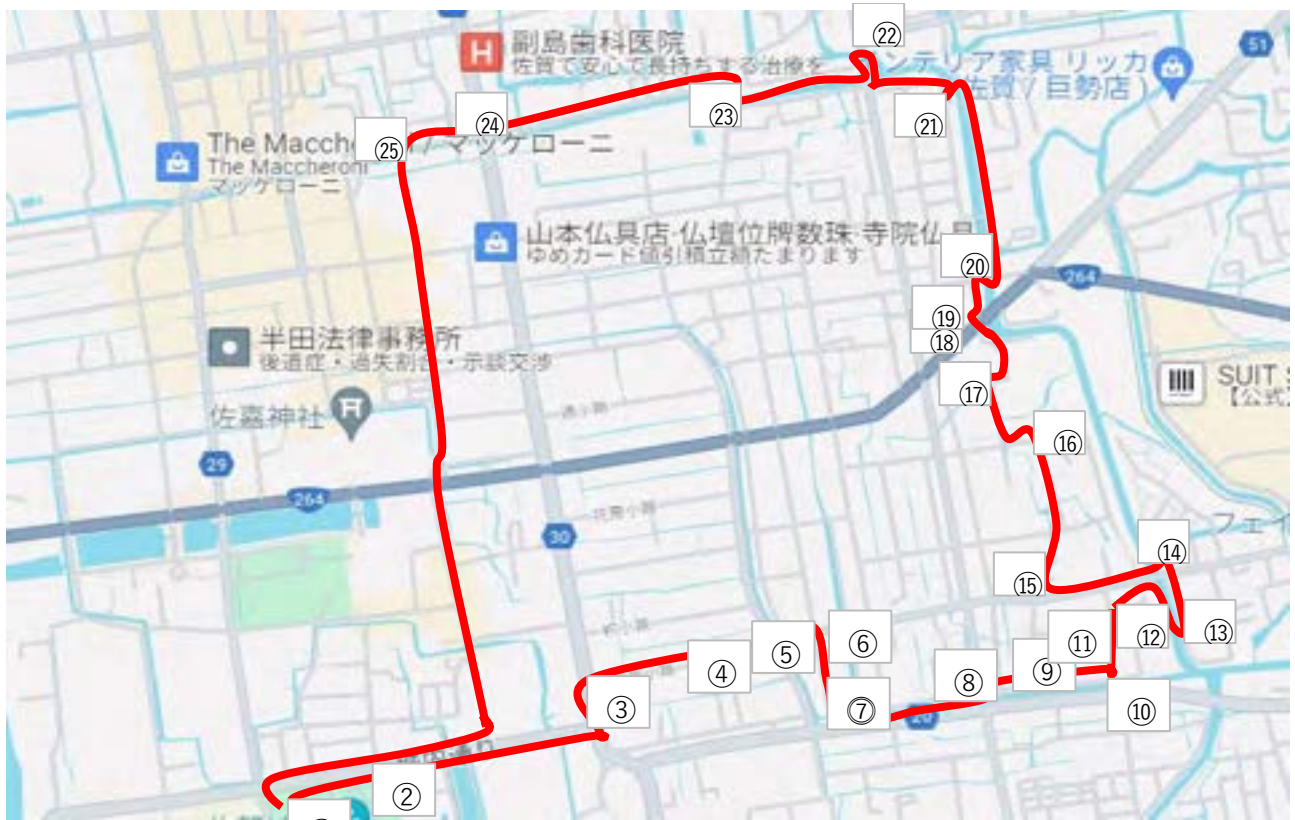 副島歯科医院
佐賀で安心で長持ちする治療を
㉒
51
ンテリア家具 リッカ
佐賀 / 巨勢店 )
㉓
㉑
㉔
㉕
The Macche
マッケローニ
The Maccheroni
マッケローニ
山本仏具店 仏壇位牌数珠 寺院仏具
ゆめカード値引積立額たまります
⑳
264
⑲
⑱
半田法律事務所
後遺症・過失割合・示談交渉
SUIT S
【公式
⑰
佐嘉神社
⑯
29
264
30
フェイ
⑭
⑮
⑬
⑫
⑪
⑥
⑤
④
⑨
⑧
③
⑦
⑩
20
②